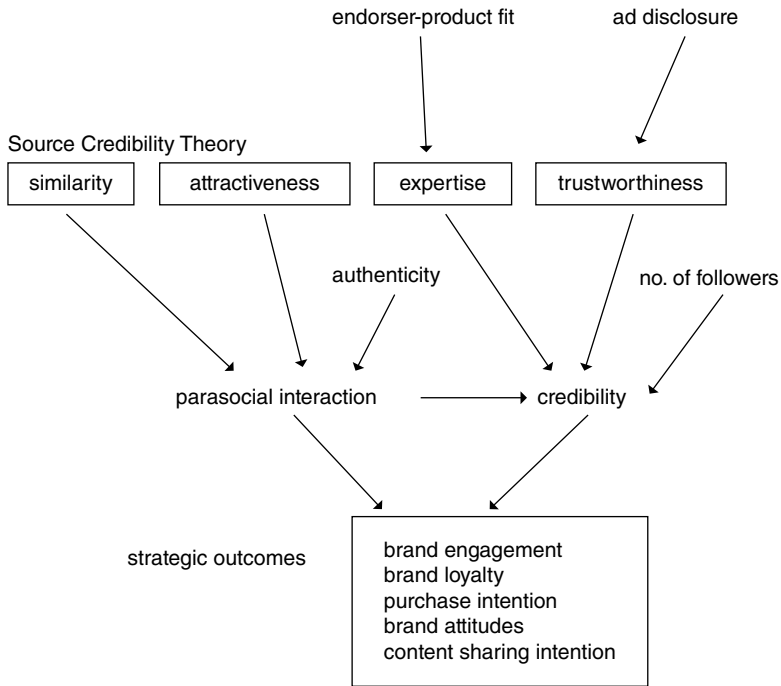 endorser-product fit
ad disclosure
Source Credibility Theory
similarity
attractiveness
expertise
trustworthiness
authenticity
no. of followers
parasocial interaction
credibility
strategic outcomes
brand engagement
brand loyalty
purchase intention
brand attitudes
content sharing intention